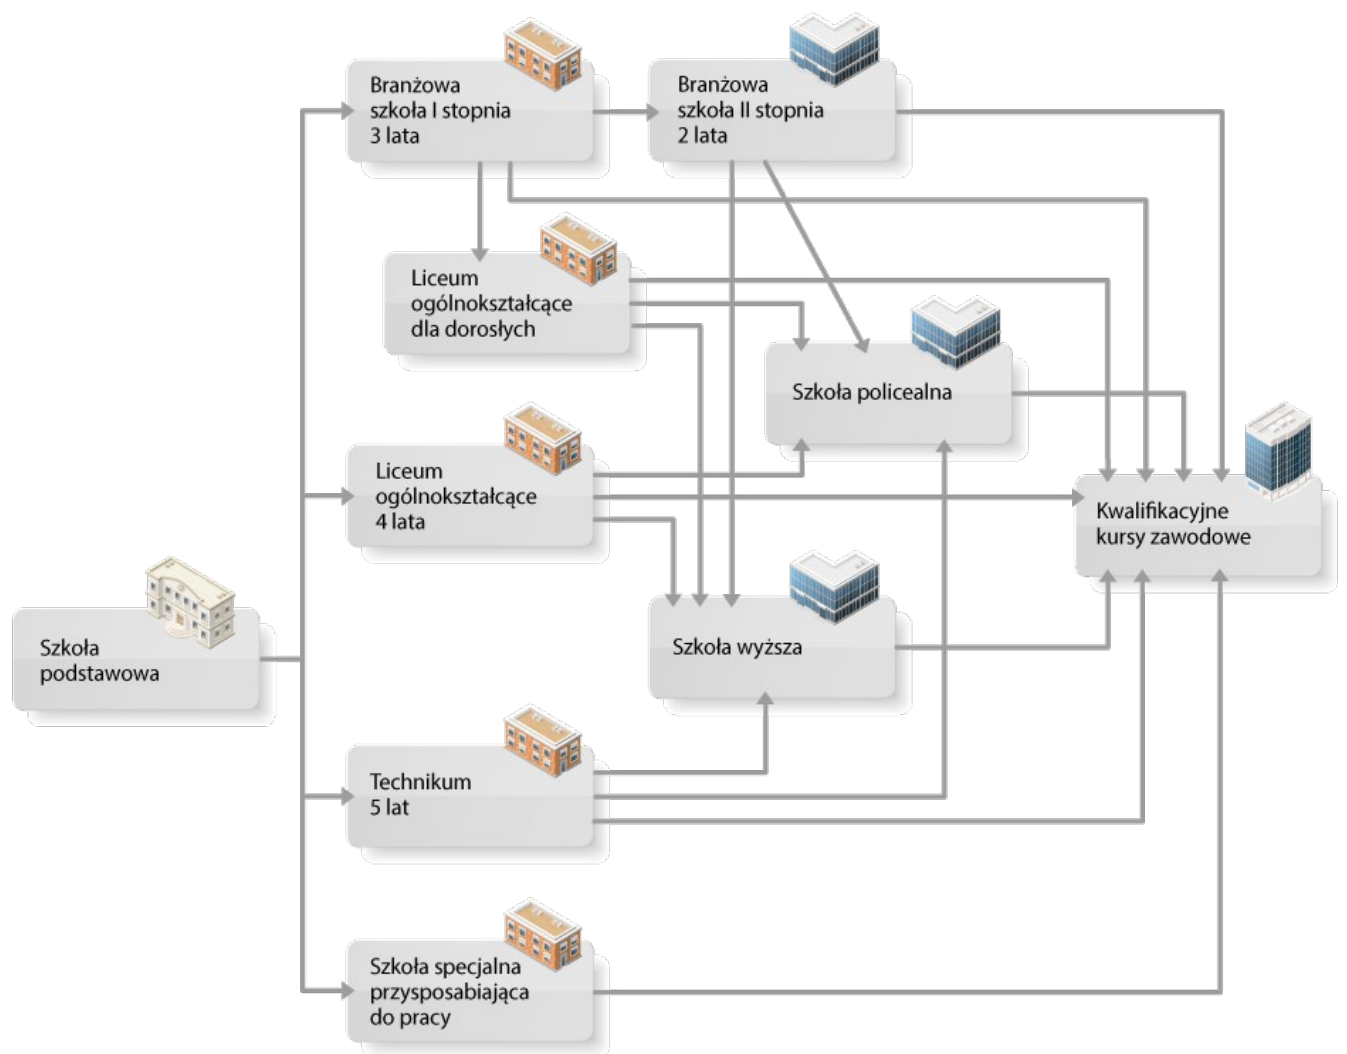 Branżowa
szkoła I stopnia
3 lata
Branżowa
szkoła II stopnia
2 lata
Liceum
ogólnokształcące
dla dorosłych
Szkoła policealna
Liceum
ogólnokształcące
4 lata
Kwalifikacyjne
kursy zawodowe
Szkoła
podstawowa
Szkoła wyższa
Technikum
5 lat
Szkoła specjalna
przysposabiająca
do pracy